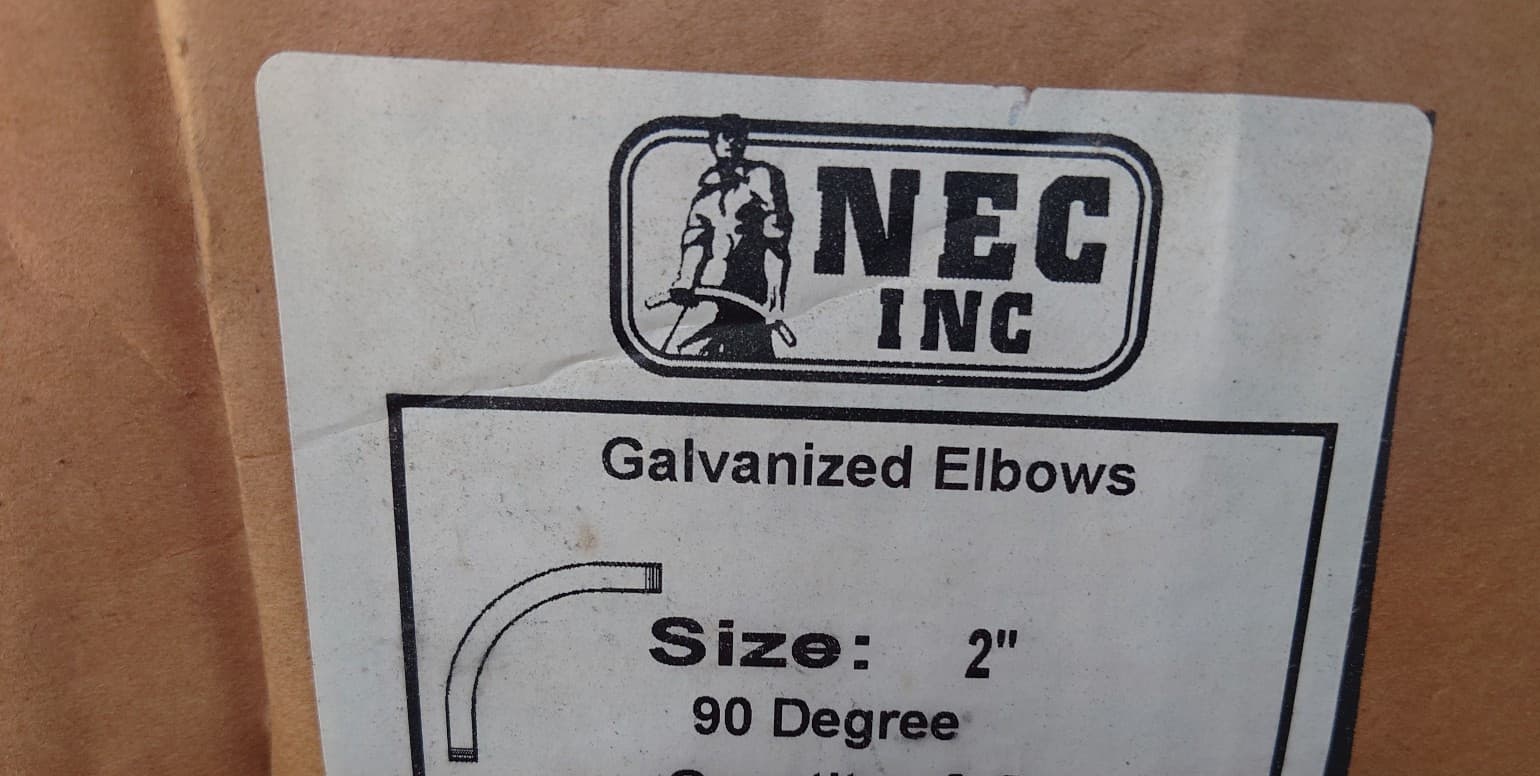 NEC
INC
Galvanized Elbows
Size: 2"
90 Degree